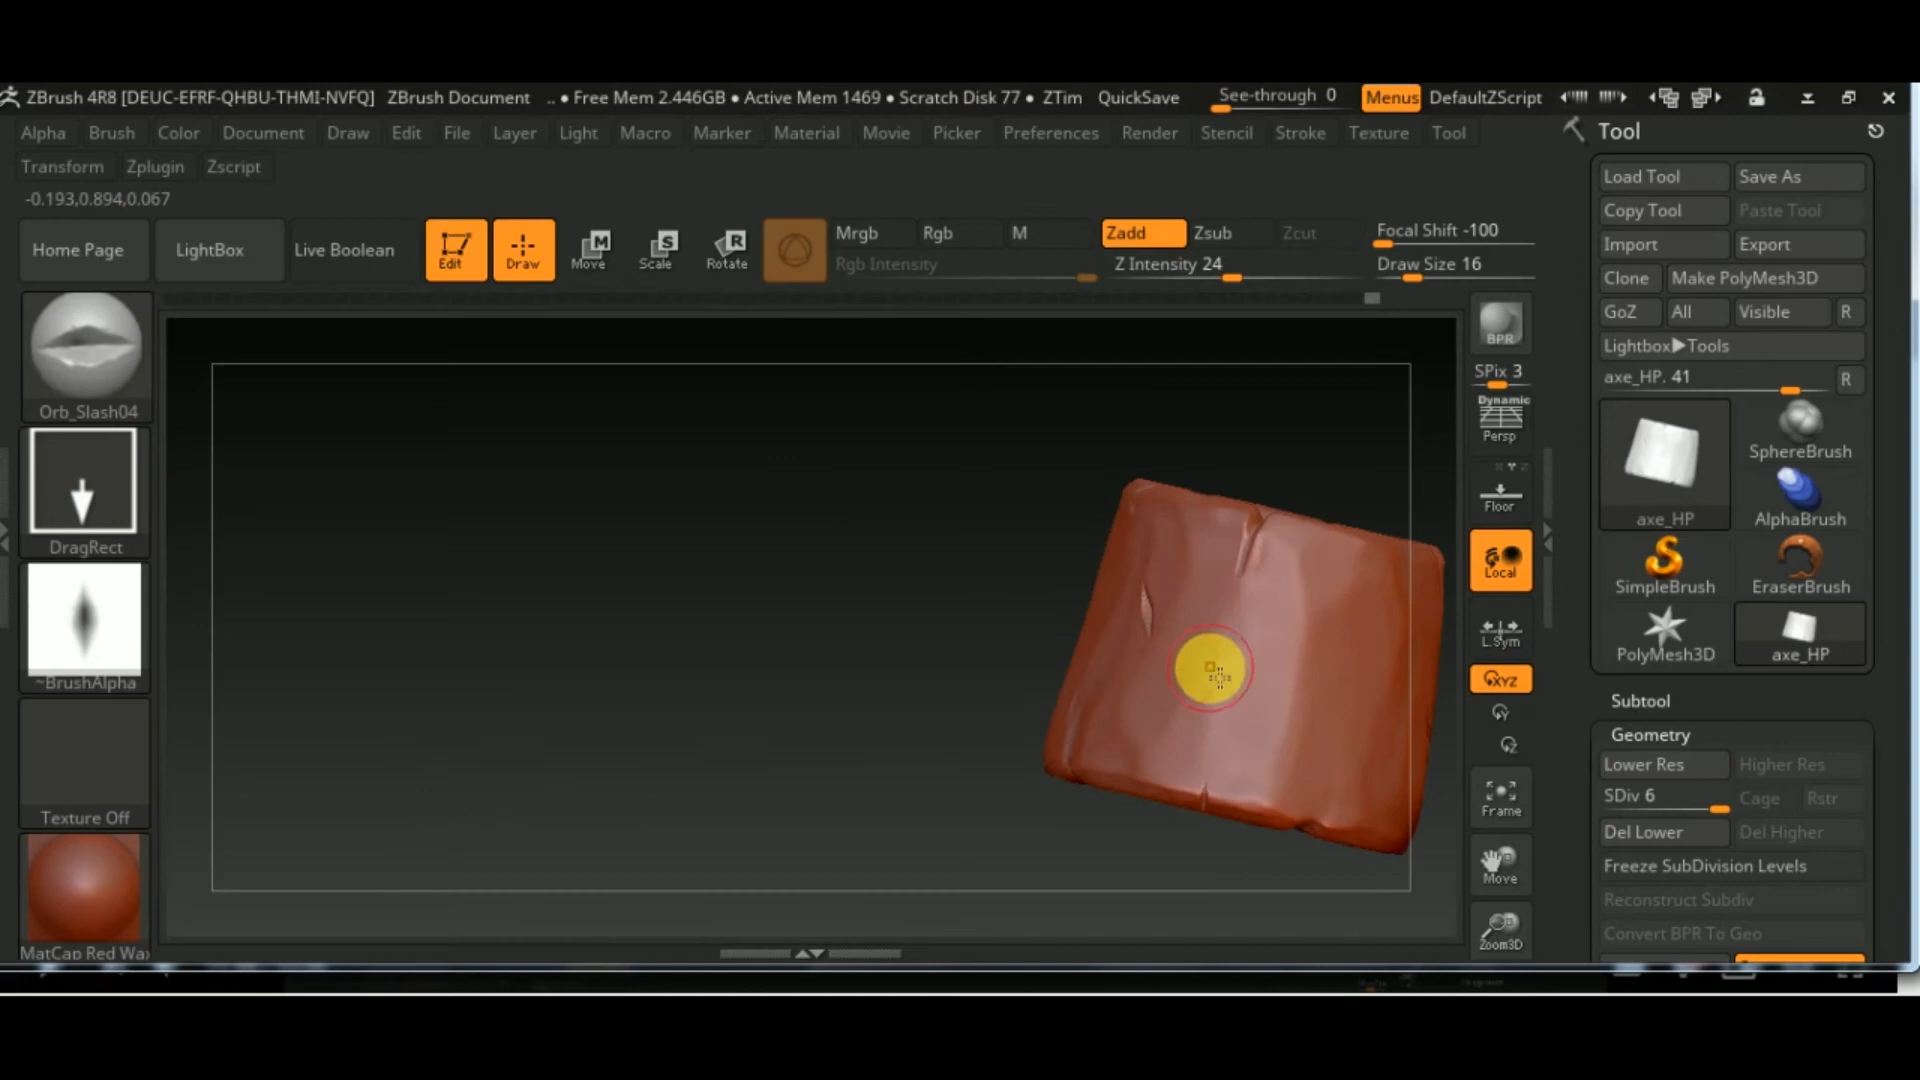 ZBrush 4R8 [DEUC-EFRF-QHBU-THMI-NVFQ] ZBrush Document .. • Free Mem 2.446GB • Active Mem 1469 • Scratch Disk 77 • ZTim QuickSave See-through 0 Menus DefaultZScript
Alpha Brush Color Document Draw Edit File Layer Light Macro Marker Material Movie Picker Preferences Render Stencil Stroke Texture Tool
Transform Zplugin Zscript
-0.193,0.894,0.067
Home Page LightBox Live Boolean Edit Draw Move Scale Rotate
Mrgb Rgb M Zadd Zsub Zcut Focal Shift -100
Rgb Intensity Z Intensity 24 Draw Size 16
Orb_Slash04
DragRect
~BrushAlpha
Texture Off
MatCap Red Wax
BPR
SPix 3
Dynamic
Persp
Floor
Local
L.Sym
XYZ
Y
Z
Frame
Move
Zoom3D
Tool
Load Tool Save As
Copy Tool Paste Tool
Import Export
Clone Make PolyMesh3D
GoZ All Visible R
Lightbox▶Tools
axe_HP. 41 R
axe_HP SphereBrush
AlphaBrush
SimpleBrush EraserBrush
PolyMesh3D axe_HP
Subtool
Geometry
Lower Res Higher Res
SDiv 6 Cage Rstr
Del Lower Del Higher
Freeze SubDivision Levels
Reconstruct Subdiv
Convert BPR To Geo